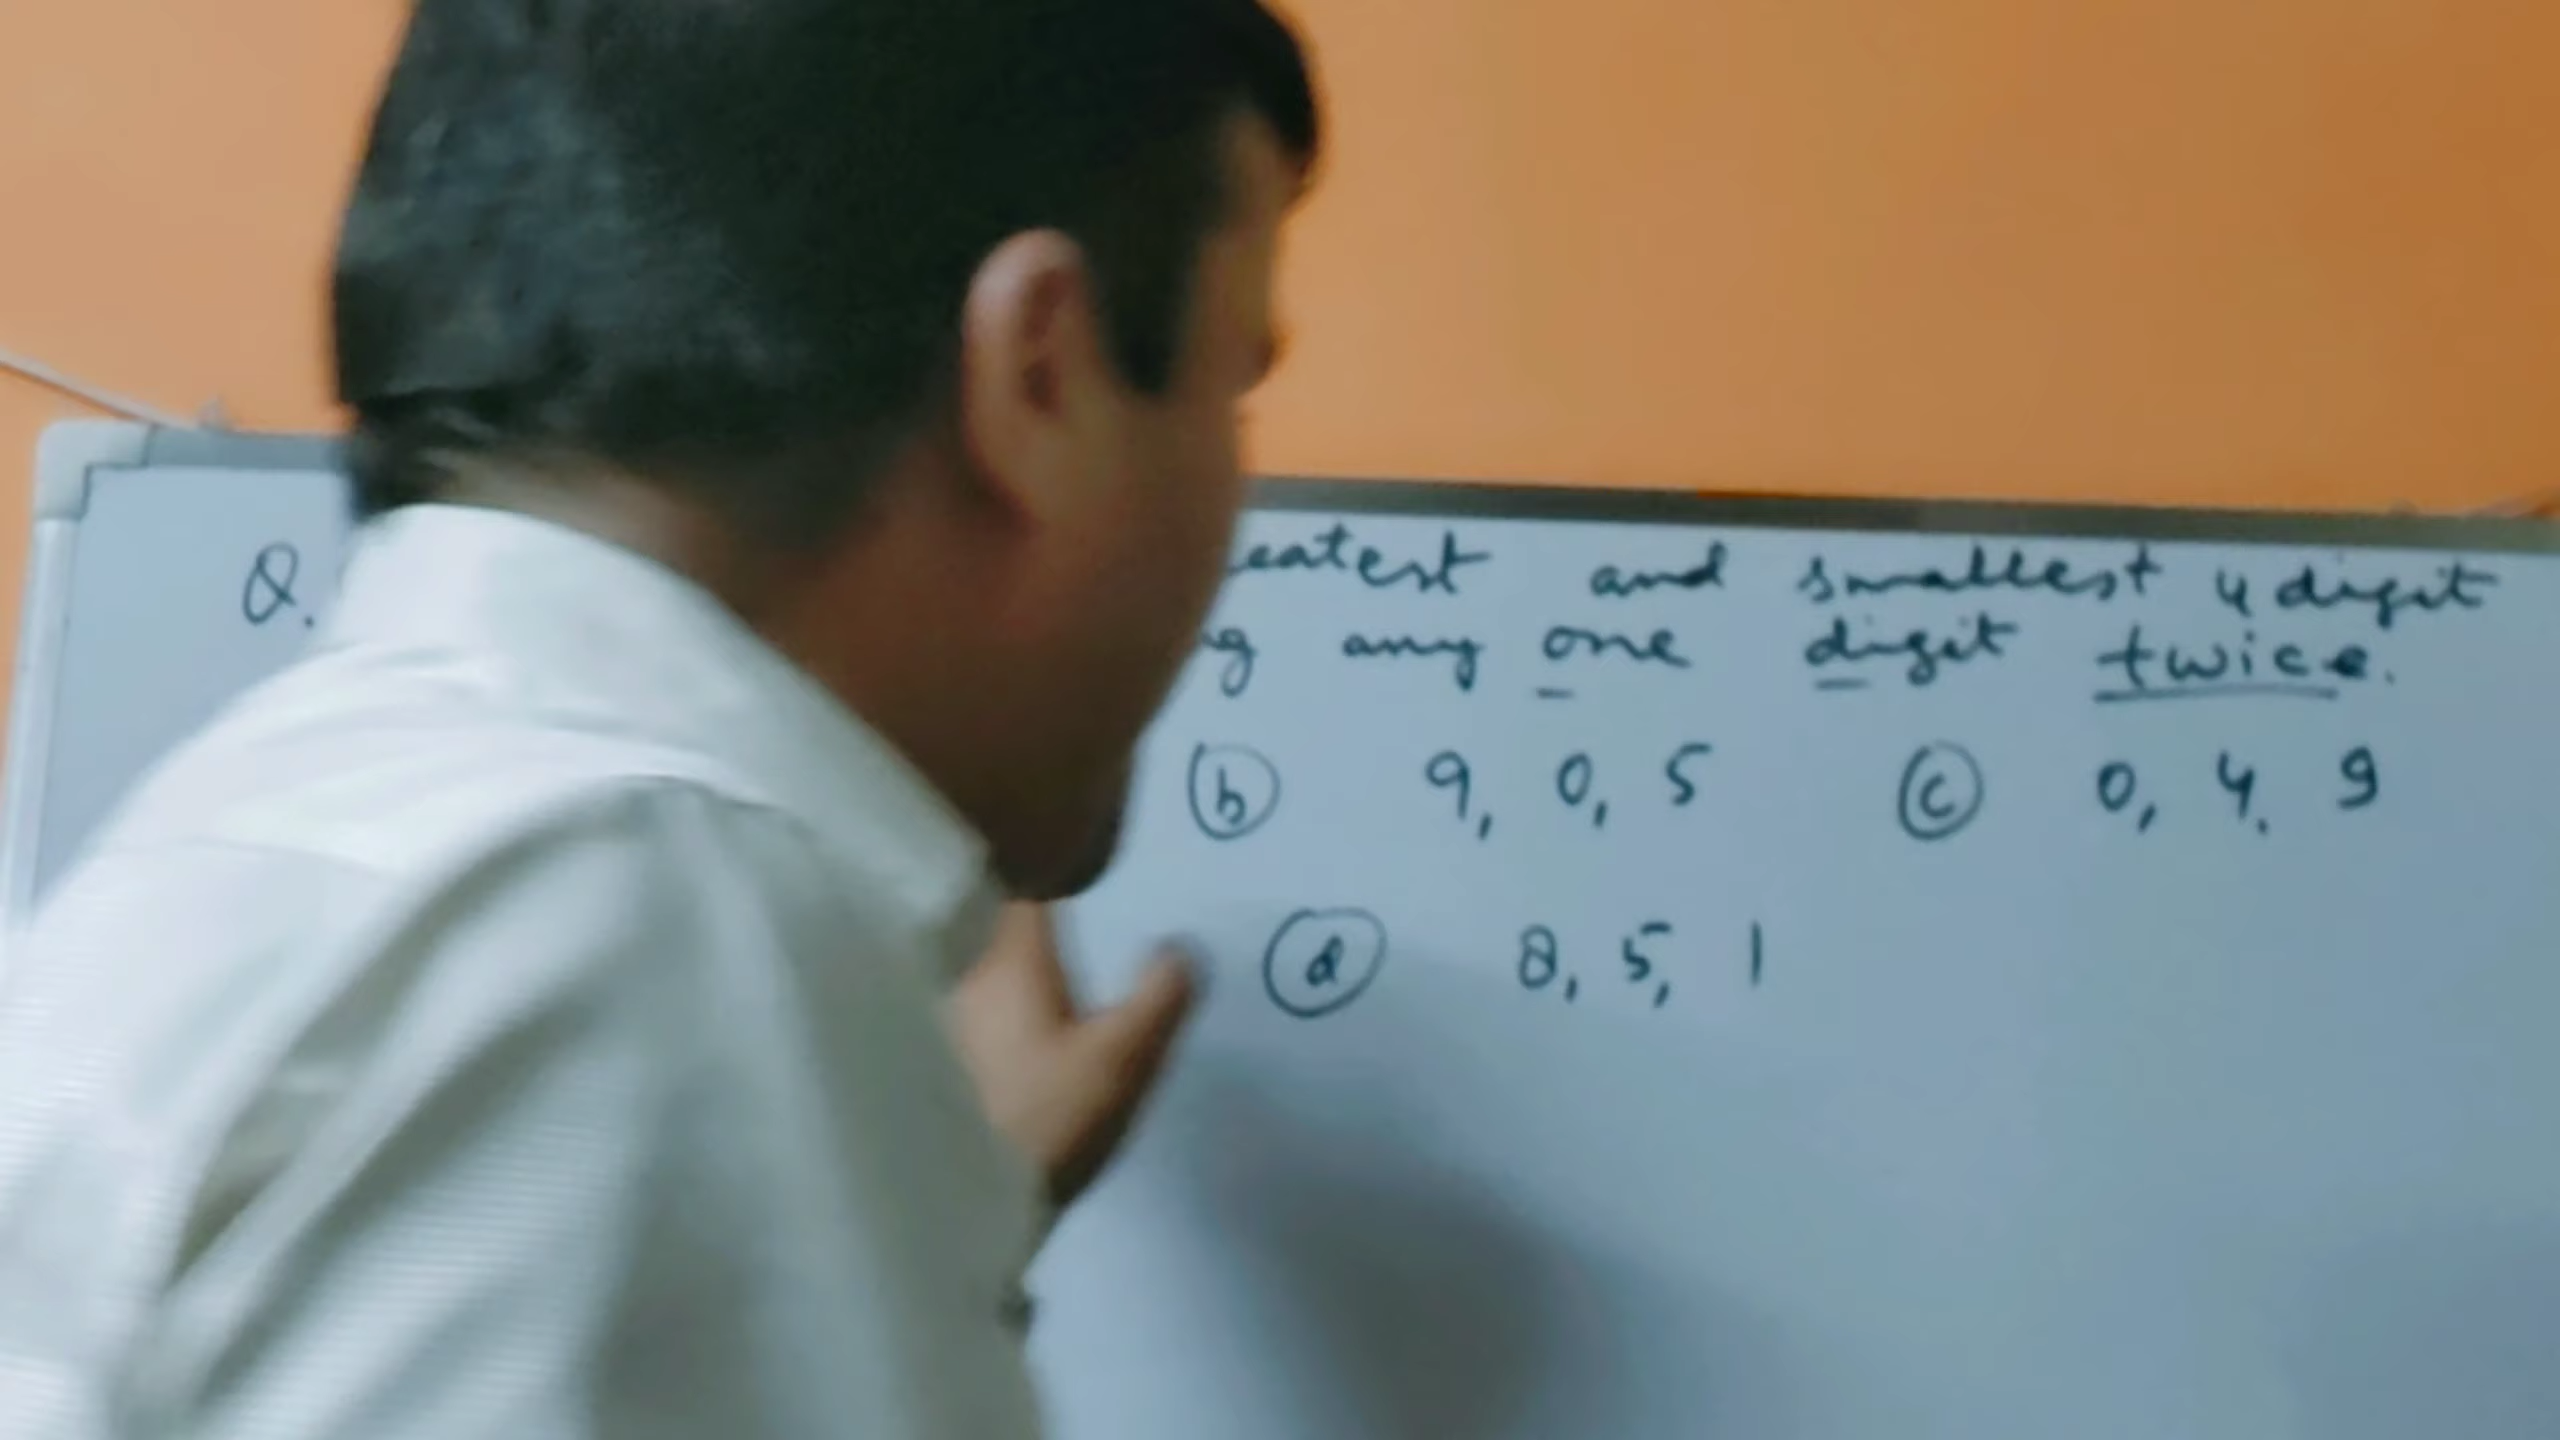 Q. eatest and smallest 4 digit
g any one digit twice.
(b) 9, 0, 5 (c) 0, 4, 9
(d) 8, 5, 1